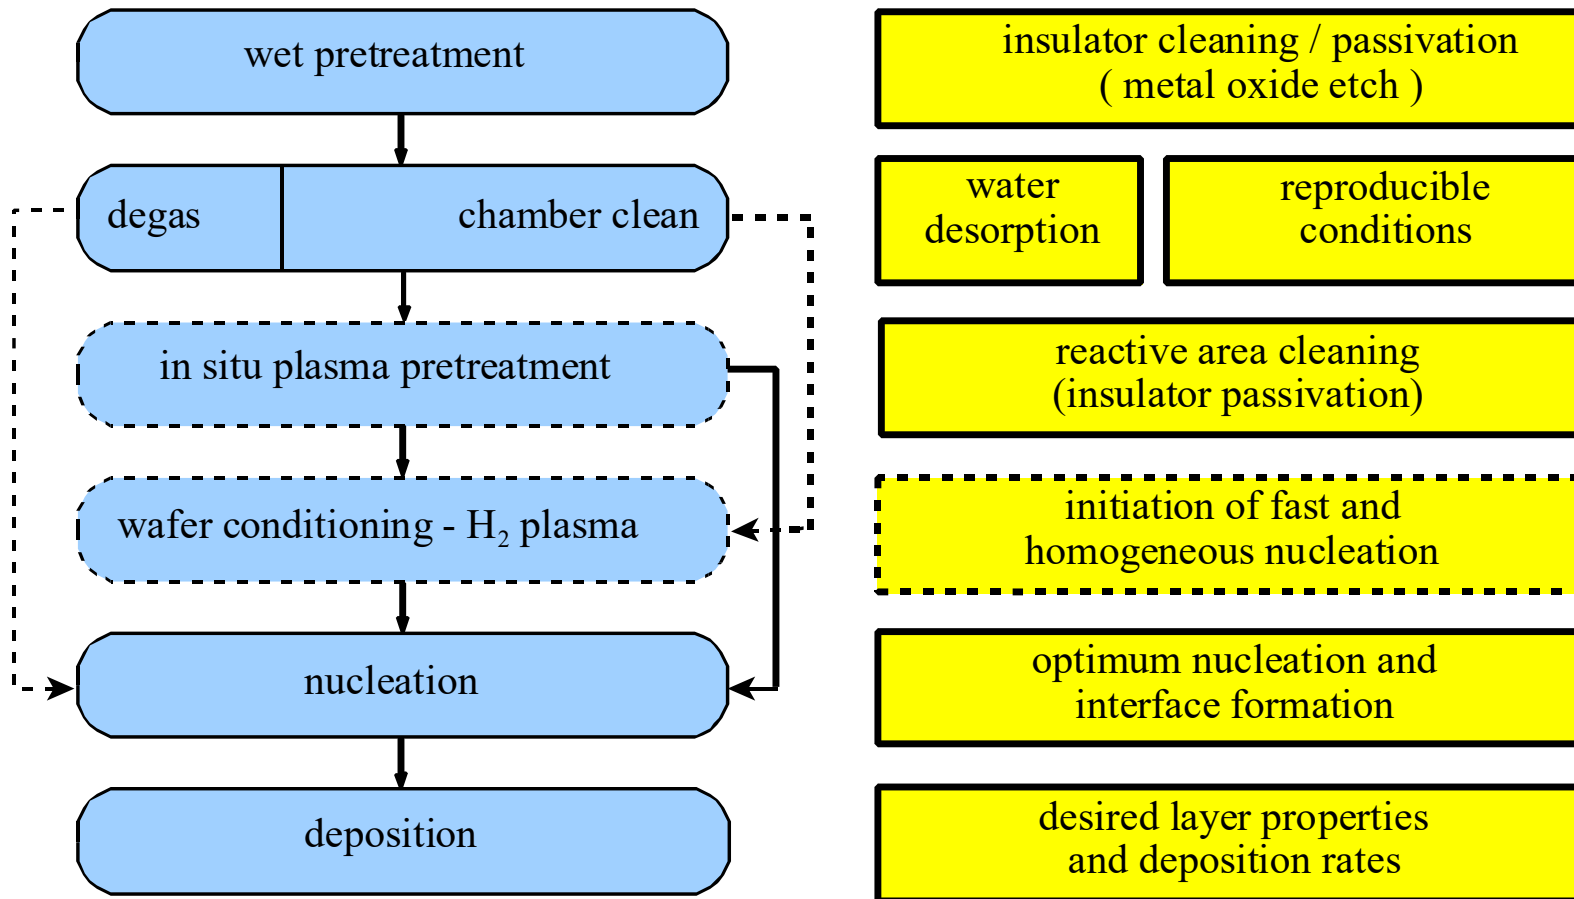 wet pretreatment
insulator cleaning / passivation
( metal oxide etch )
degas
chamber clean
water
desorption
reproducible
conditions
in situ plasma pretreatment
reactive area cleaning
(insulator passivation)
wafer conditioning - H₂ plasma
initiation of fast and
homogeneous nucleation
nucleation
optimum nucleation and
interface formation
deposition
desired layer properties
and deposition rates